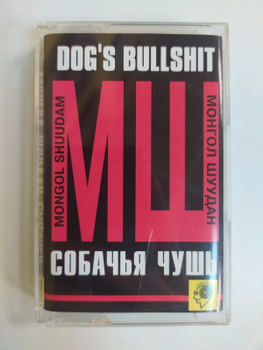 DOG'S BULLSHIT
MONGOL SHUUDAM
МШ
МОНГОЛ ШУУДАН
СОБАЧЬЯ ЧУШЬ